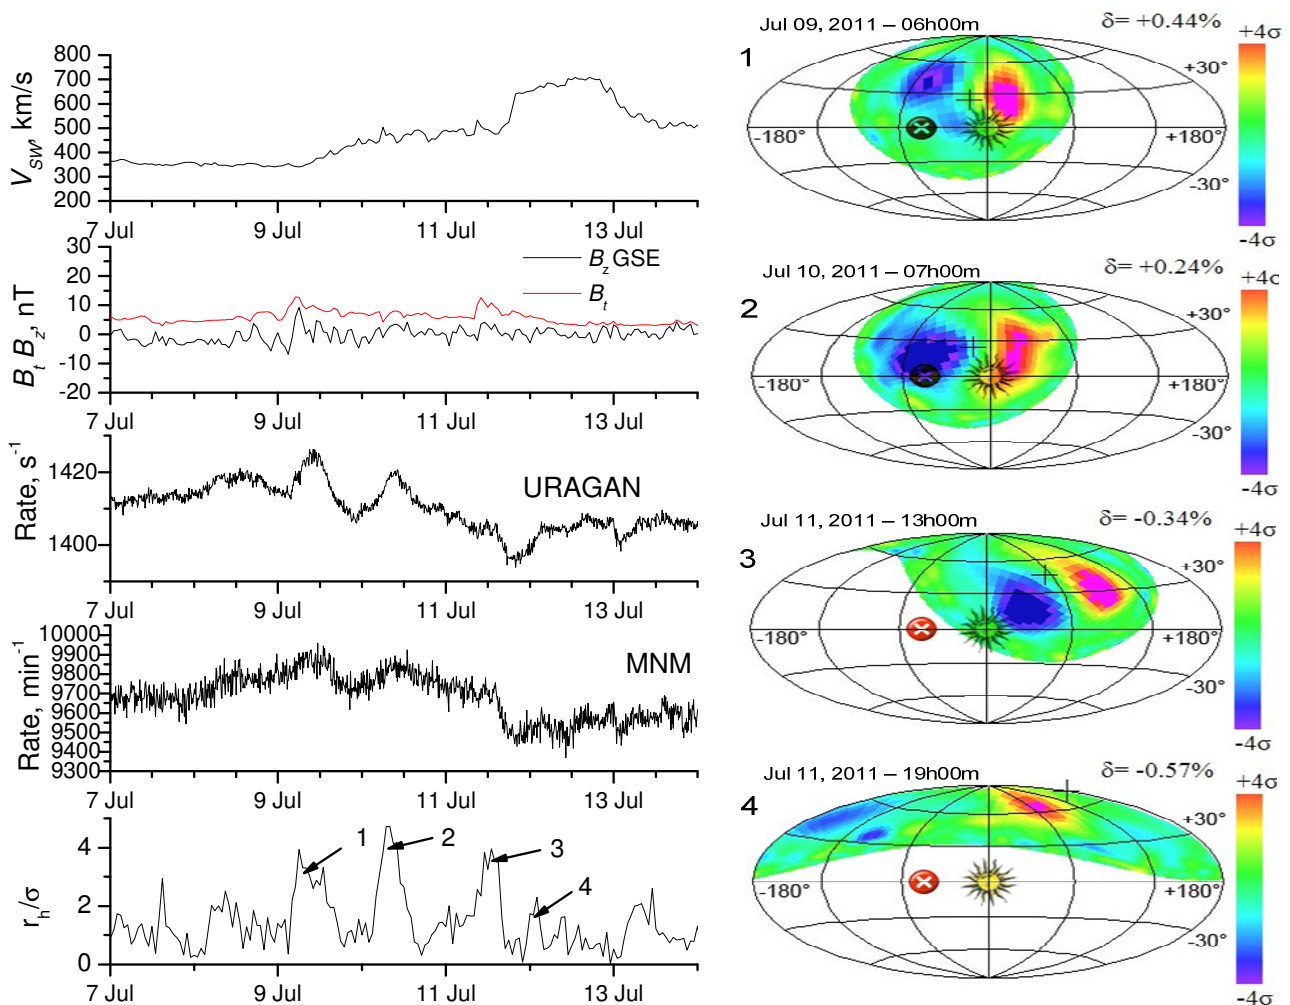 800
700
600
500
400
300
200
V_SW, km/s
7 Jul 9 Jul 11 Jul 13 Jul
30
20
10
0
-10
-20
B_t B_z, nT
B_z GSE
B_t
7 Jul 9 Jul 11 Jul 13 Jul
1420
1400
Rate, s^-1
URAGAN
7 Jul 9 Jul 11 Jul 13 Jul
10000
9900
9800
9700
9600
9500
9400
9300
Rate, min^-1
MNM
7 Jul 9 Jul 11 Jul 13 Jul
4
2
0
r_h/σ
1
2
3
4
7 Jul 9 Jul 11 Jul 13 Jul
Jul 09, 2011 – 06h00m
δ= +0.44%
+4σ
1
+30°
-180°
+180°
-30°
-4σ
Jul 10, 2011 – 07h00m
δ= +0.24%
+4σ
2
+30°
-180°
+180°
-30°
-4σ
Jul 11, 2011 – 13h00m
δ= -0.34%
+4σ
3
+30°
-180°
+180°
-30°
-4σ
Jul 11, 2011 – 19h00m
δ= -0.57%
+4σ
4
+30°
-180°
+180°
-30°
-4σ